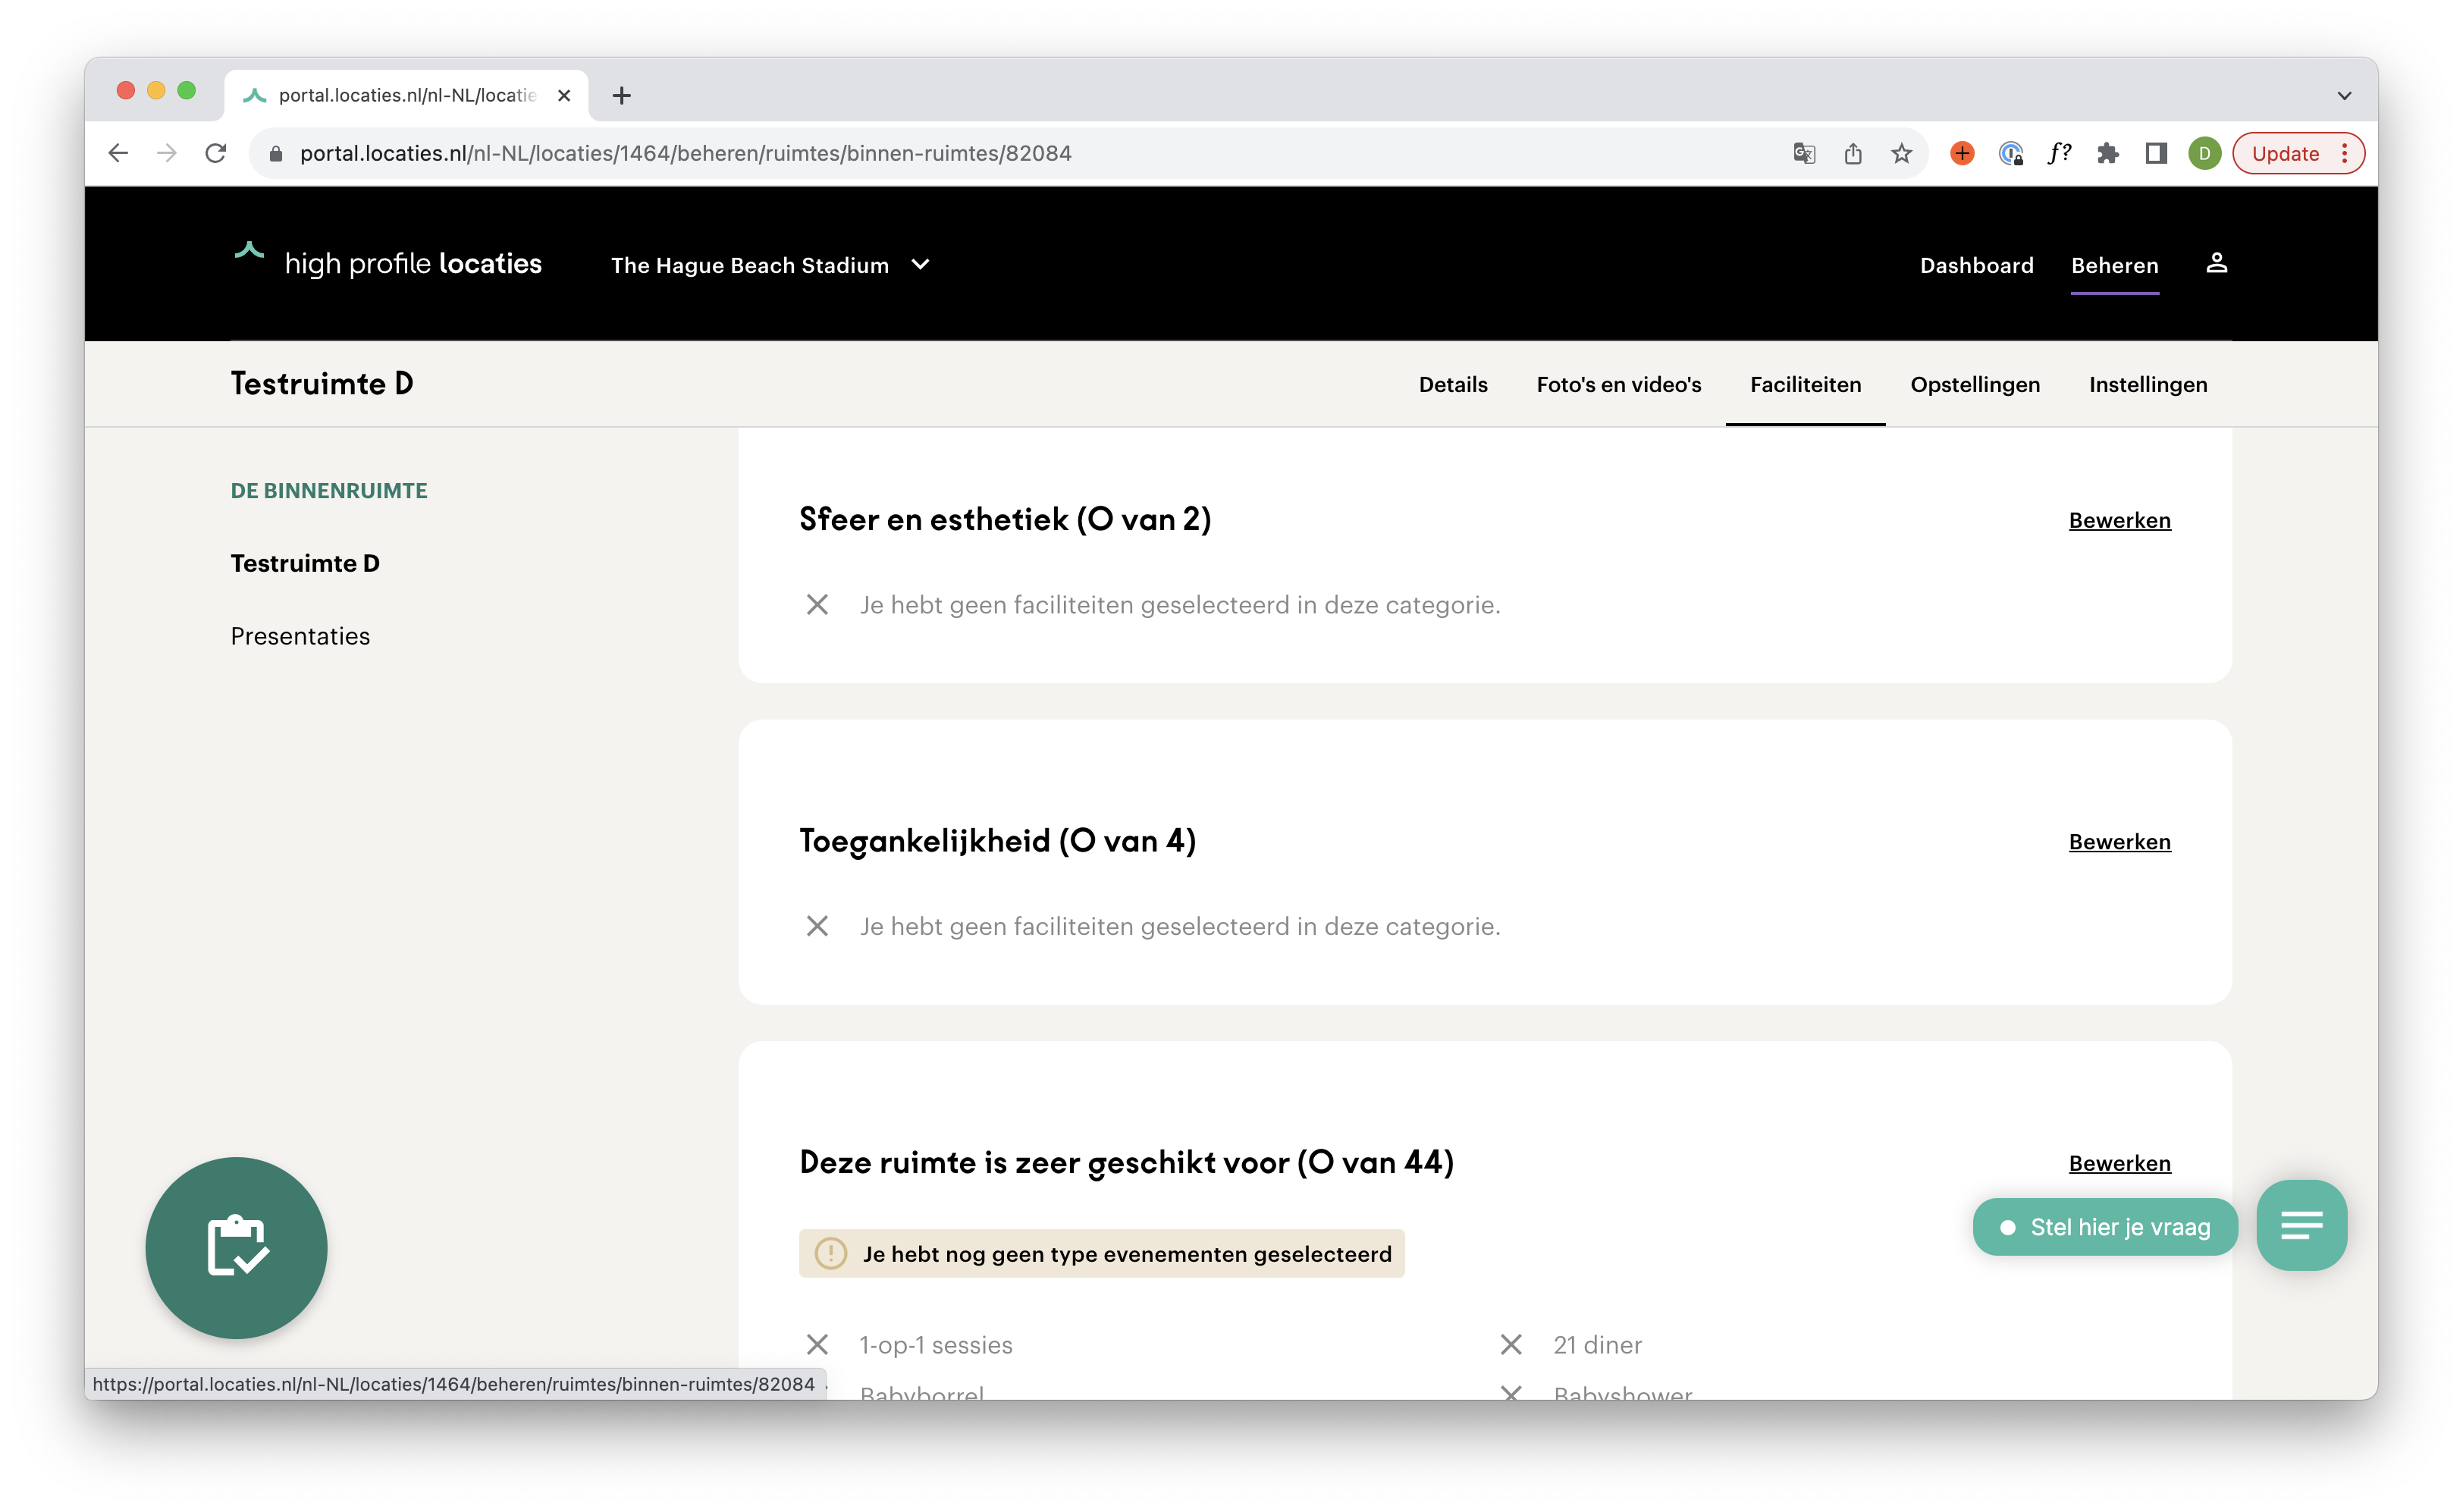 portal.locaties.nl/nl-NL/locatie
portal.locaties.nl/nl-NL/locaties/1464/beheren/ruimtes/binnen-ruimtes/82084
f?
D
Update
high profile locaties
The Hague Beach Stadium
Dashboard
Beheren
Testruimte D
Details
Foto's en video's
Faciliteiten
Opstellingen
Instellingen
DE BINNENRUIMTE
Testruimte D
Presentaties
Sfeer en esthetiek (0 van 2)
Bewerken
Je hebt geen faciliteiten geselecteerd in deze categorie.
Toegankelijkheid (0 van 4)
Bewerken
Je hebt geen faciliteiten geselecteerd in deze categorie.
Deze ruimte is zeer geschikt voor (0 van 44)
Bewerken
Je hebt nog geen type evenementen geselecteerd
Stel hier je vraag
1-op-1 sessies
21 diner
Babyborrel
Babyshower
https://portal.locaties.nl/nl-NL/locaties/1464/beheren/ruimtes/binnen-ruimtes/82084